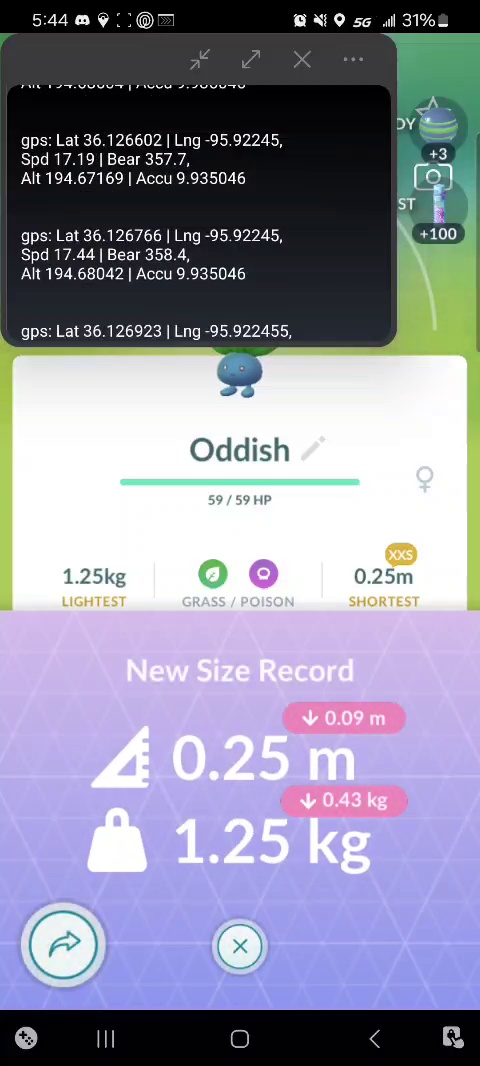 5:44
5G
31%
gps: Lat 36.126602 | Lng -95.92245,
Spd 17.19 | Bear 357.7,
Alt 194.67169 | Accu 9.935046
gps: Lat 36.126766 | Lng -95.92245,
Spd 17.44 | Bear 358.4,
Alt 194.68042 | Accu 9.935046
gps: Lat 36.126923 | Lng -95.922455,
DY
+3
ST
+100
Oddish
59 / 59 HP
XXS
1.25kg
0.25m
LIGHTEST
GRASS / POISON
SHORTEST
New Size Record
0.09 m
0.25 m
0.43 kg
1.25 kg